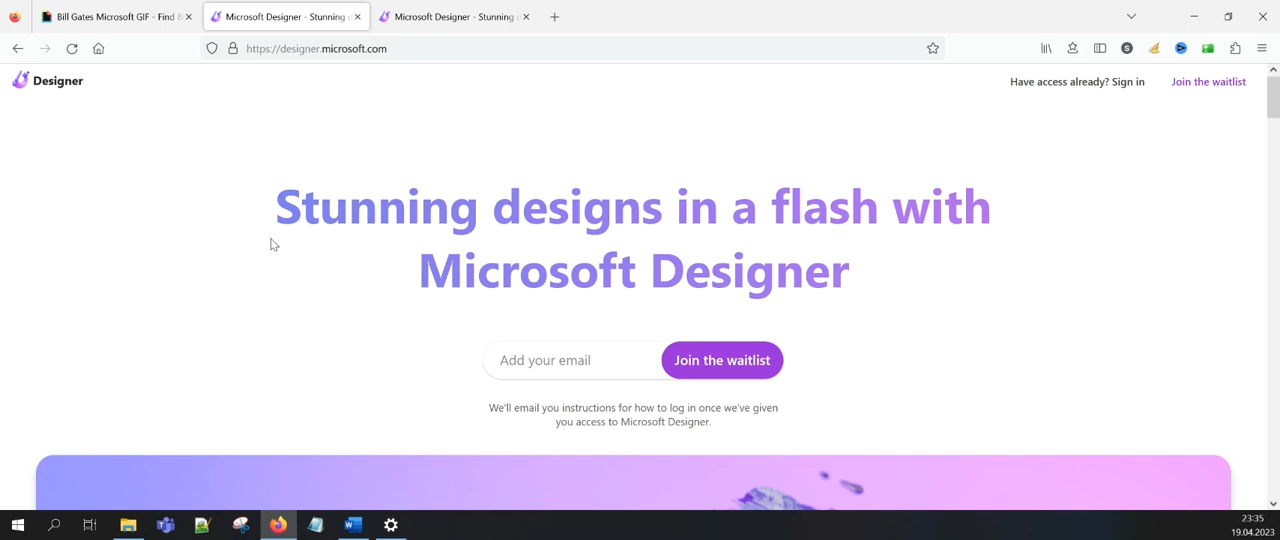 Bill Gates Microsoft GIF - Find &
Microsoft Designer - Stunning d
Microsoft Designer - Stunning d
https://designer.microsoft.com
S
Designer
Have access already? Sign in
Join the waitlist
Stunning designs in a flash with
Microsoft Designer
Add your email
Join the waitlist
We'll email you instructions for how to log in once we've given
you access to Microsoft Designer.
23:35
19.04.2023